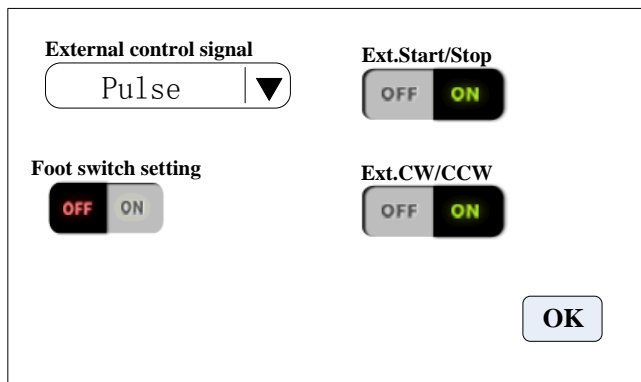 External control signal
Pulse
Ext.Start/Stop
OFF ON
Foot switch setting
OFF ON
Ext.CW/CCW
OFF ON
OK